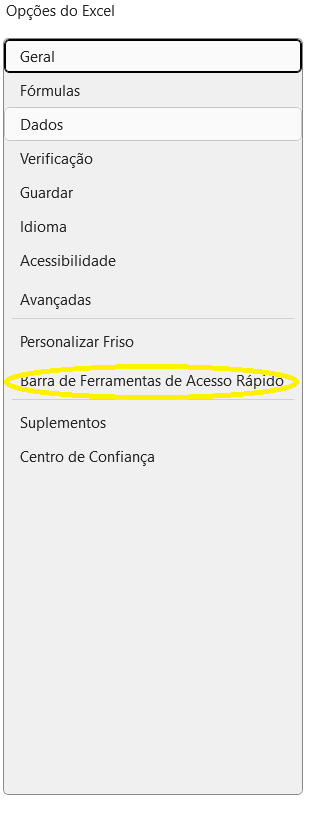 Opções do Excel
Geral
Fórmulas
Dados
Verificação
Guardar
Idioma
Acessibilidade
Avançadas
Personalizar Friso
Barra de Ferramentas de Acesso Rápido
Suplementos
Centro de Confiança